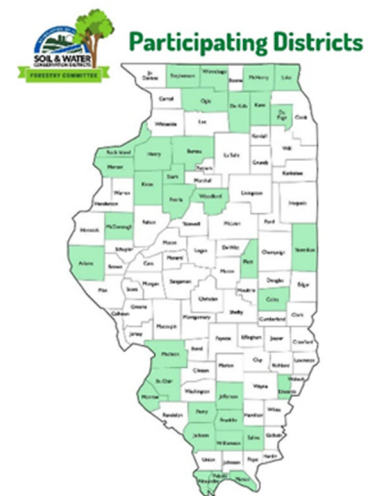 Participating Districts
SOIL & WATER
CONSERVATION DISTRICTS
FORESTRY COMMITTEE
Jo Daviess Stephenson Winnebago Boone McHenry Lake
Carroll Ogle De Kalb Kane Du Page Cook
Whiteside Lee Kendall Will
Rock Island Henry Bureau La Salle Grundy
Mercer Putnam Kankakee
Knox Stark Marshall
Warren Henderson Peoria Woodford Livingston Iroquois
McDonough Fulton Tazewell McLean Ford
Hancock Mason Logan De Witt Vermilion
Adams Schuyler Menard Piatt Champaign
Brown Cass Macon
Pike Scott Morgan Sangamon Moultrie Douglas Edgar
Greene Christian Coles
Calhoun Macoupin Montgomery Shelby Cumberland Clark
Jersey
Fayette Effingham Jasper Crawford
Madison Bond Clay Richland Lawrence
Clinton Marion
St. Clair Wayne Wabash
Washington Jefferson Edwards
Monroe
Randolph Perry Hamilton White
Franklin
Jackson Williamson Saline Gallatin
Union Johnson Pope Hardin
Alexander Pulaski Massac